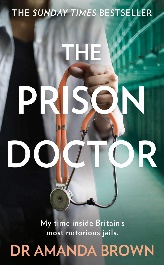 THE SUNDAY TIMES BESTSELLER
THE
PRISON
DOCTOR
My time inside Britain's
most notorious jails.
DR AMANDA BROWN